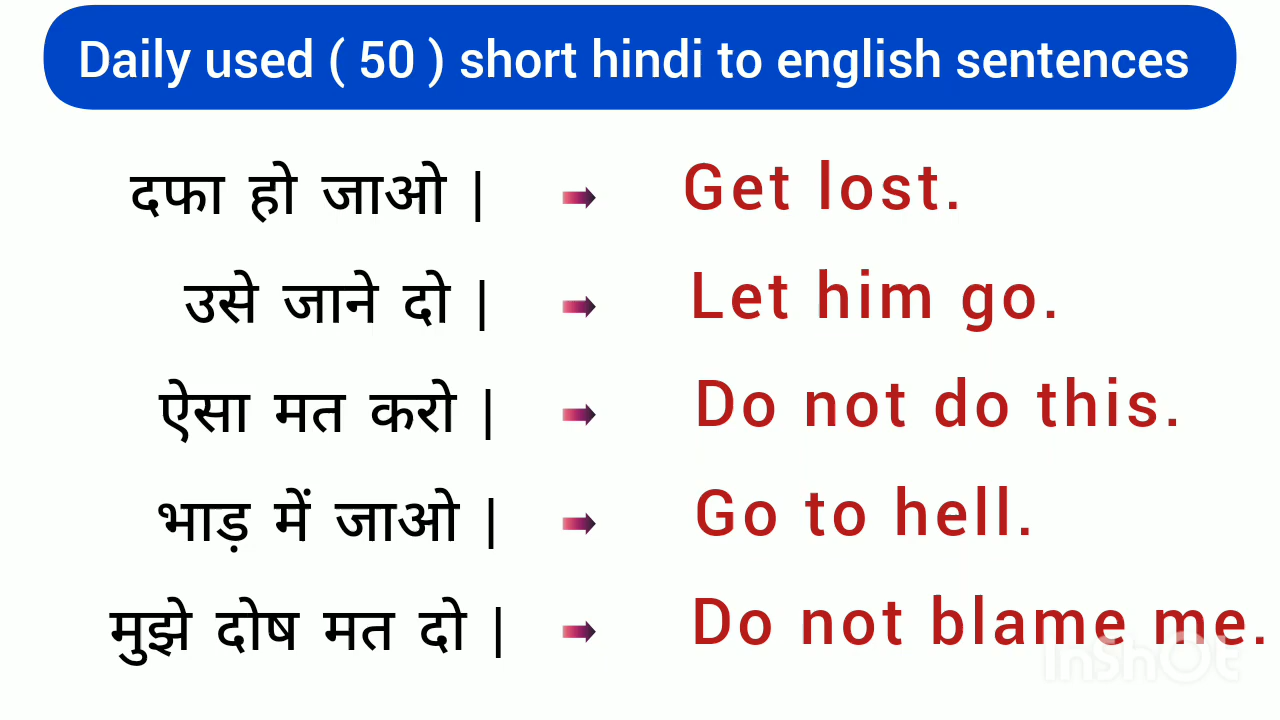 Daily used ( 50 ) short hindi to english sentences
दफा हो जाओ | ➡ Get lost.
उसे जाने दो | ➡ Let him go.
ऐसा मत करो | ➡ Do not do this.
भाड़ में जाओ | ➡ Go to hell.
मुझे दोष मत दो | ➡ Do not blame me.
InShOt